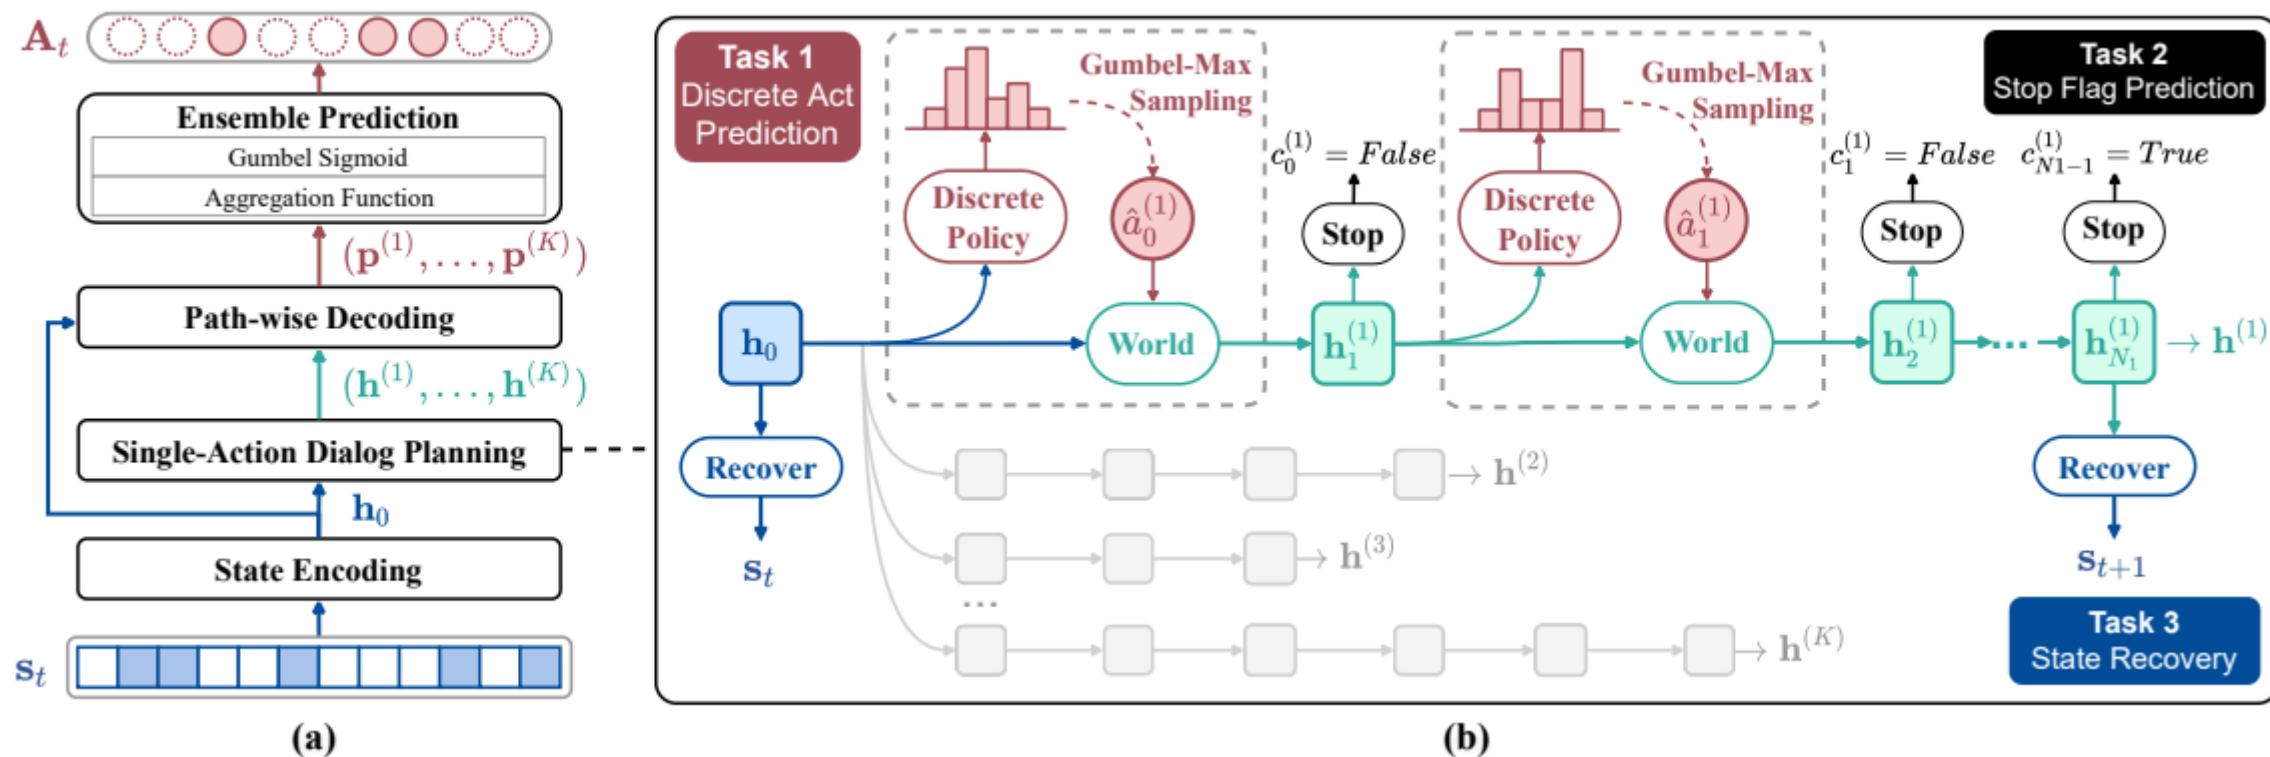 A_t
Ensemble Prediction
Gumbel Sigmoid
Aggregation Function
(p^(1), . . . , p^(K))
Path-wise Decoding
(h^(1), . . . , h^(K))
Single-Action Dialog Planning
h_0
State Encoding
s_t
(a)
Task 1
Discrete Act
Prediction
Gumbel-Max
Sampling
Discrete
Policy
â_0^(1)
World
c_0^(1) = False
Stop
h_0
h_1^(1)
Recover
s_t
Gumbel-Max
Sampling
Discrete
Policy
â_1^(1)
World
Task 2
Stop Flag Prediction
c_1^(1) = False
c_{N1-1}^(1) = True
Stop
Stop
h_2^(1)
...
h_{N_1}^(1)
→ h^(1)
Recover
s_{t+1}
→ h^(2)
→ h^(3)
...
→ h^(K)
Task 3
State Recovery
(b)